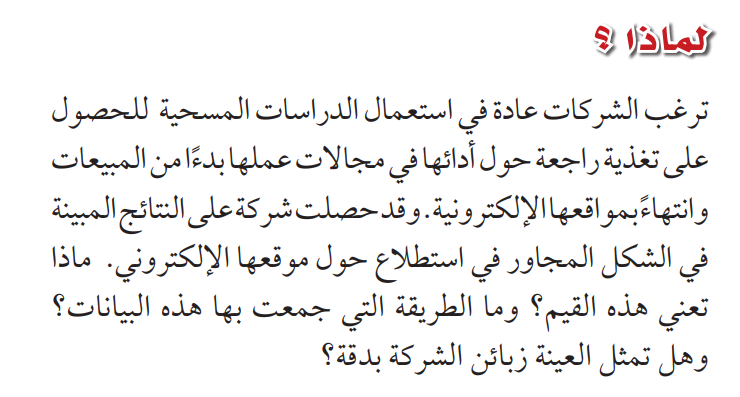 لماذا ؟
ترغب الشركات عادة في استعمال الدراسات المسحية للحصول
على تغذية راجعة حول أدائها في مجالات عملها بدءًا من المبيعات
وانتهاءً بمواقعها الإلكترونية. وقد حصلت شركة على النتائج المبينة
في الشكل المجاور في استطلاع حول موقعها الإلكتروني. ماذا
تعني هذه القيم؟ وما الطريقة التي جمعت بها هذه البيانات؟
وهل تمثل العينة زبائن الشركة بدقة؟